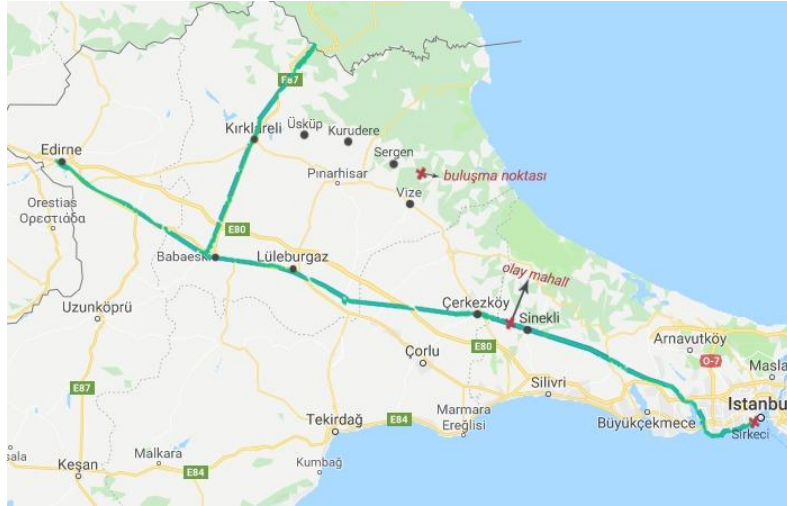 F.67
Kırklareli
Üsküp
Kurudere
Edirne
Sergen
buluşma noktası
Pınarhisar
Vize
Orestias
Ορεστιάδα
E80
Babaeski
Lüleburgaz
olay mahalli
Uzunköprü
Çerkezköy
Sinekli
E80
Arnavutköy
O-7
Çorlu
Masla
E87
Silivri
Marmara
Ereğlisi
Tekirdağ
E84
Büyükçekmece
Istanbu
Sirkeci
sala
Malkara
Keşan
E84
Kumbağ